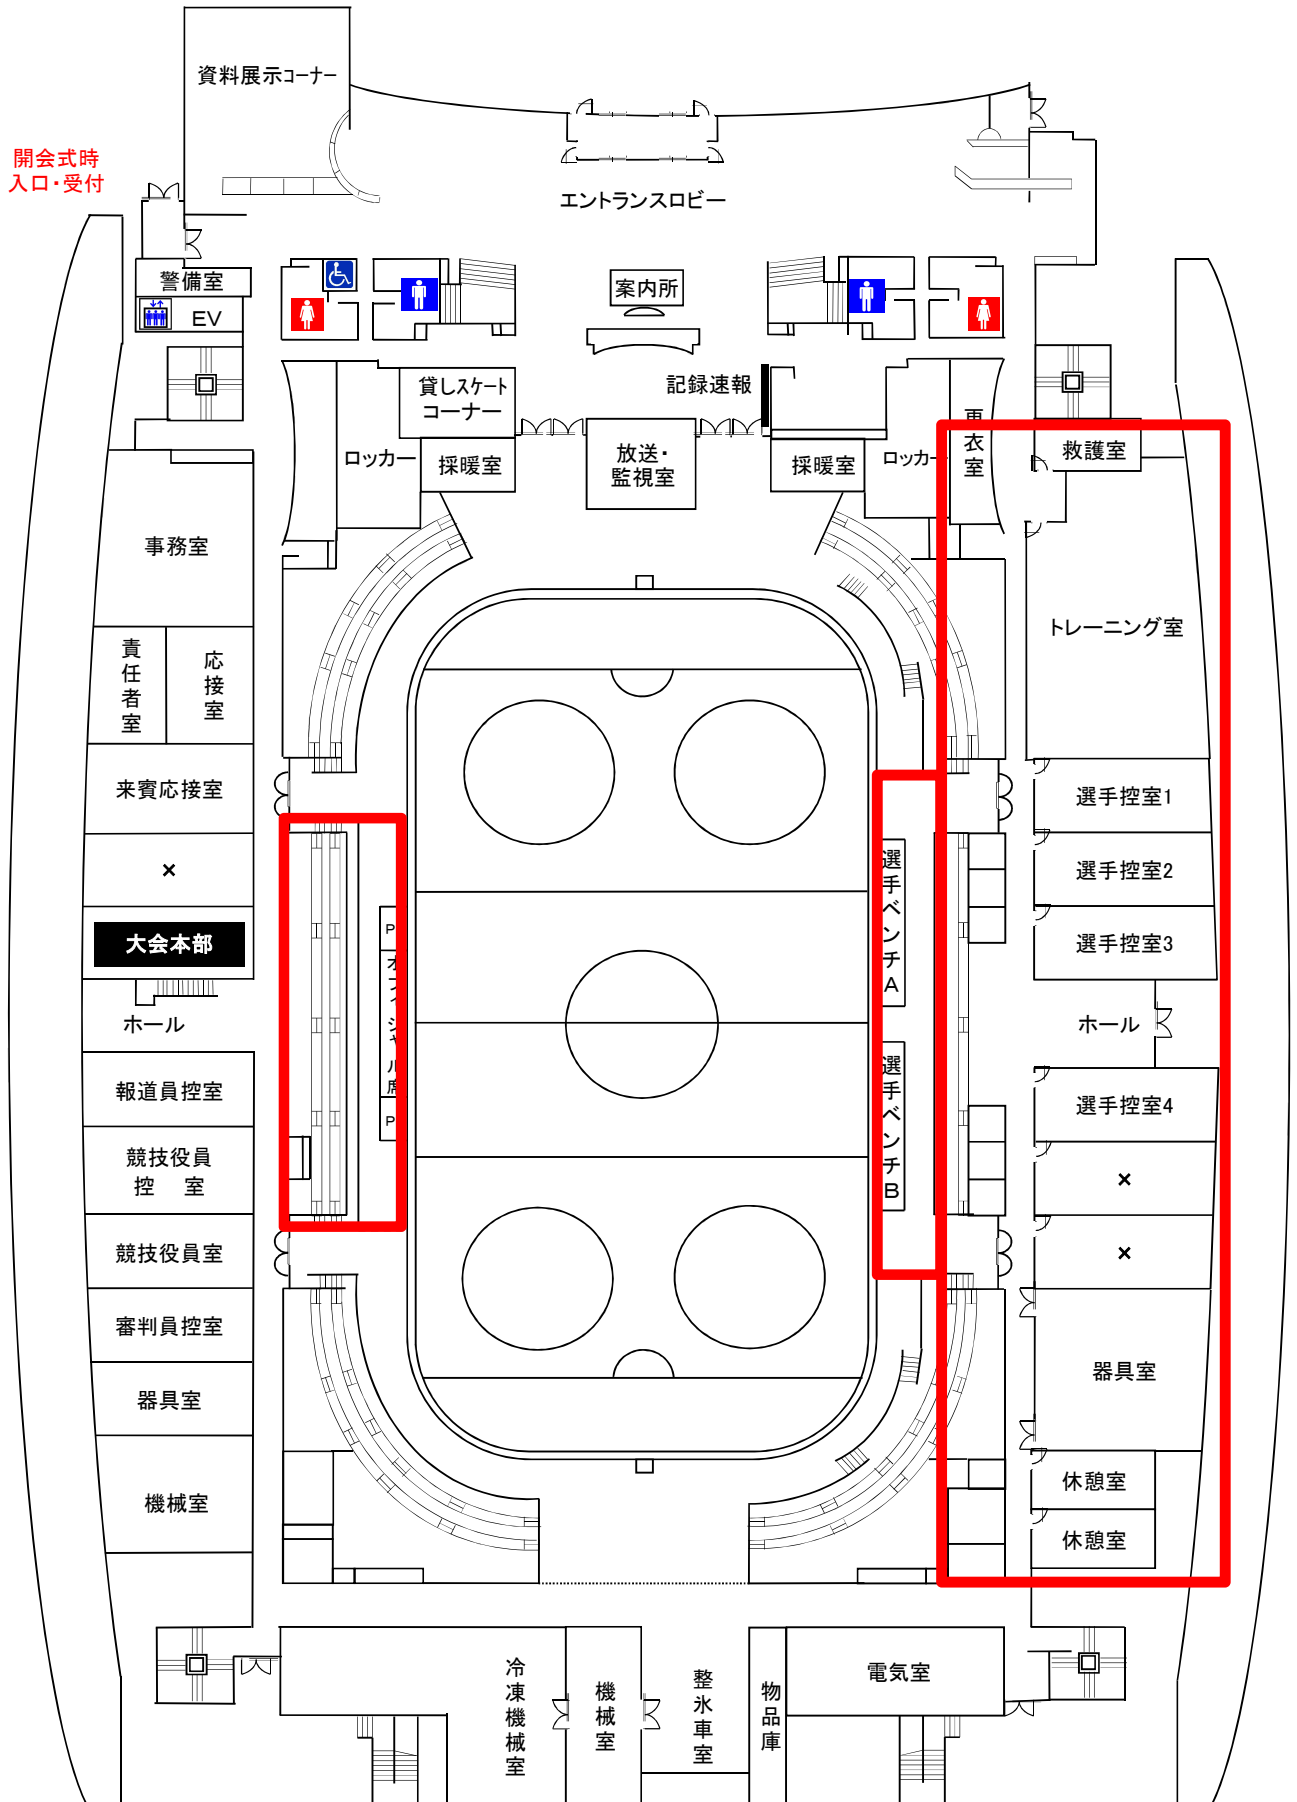 資料展示コーナー
開会式時
入口・受付
エントランスロビー
警備室
EV
案内所
記録速報
貸しスケート
コーナー
ロッカー
採暖室
放送・
監視室
採暖室
ロッカー
更衣室
救護室
事務室
トレーニング室
責任者室
応接室
来賓応接室
選手控室1
×
選手控室2
選手ベンチA
大会本部
選手控室3
P
オフィシャル席
P
ホール
ホール
選手ベンチB
報道員控室
選手控室4
競技役員
控 室
×
競技役員室
×
審判員控室
器具室
器具室
機械室
休憩室
休憩室
冷凍機械室
機械室
整氷車室
物品庫
電気室